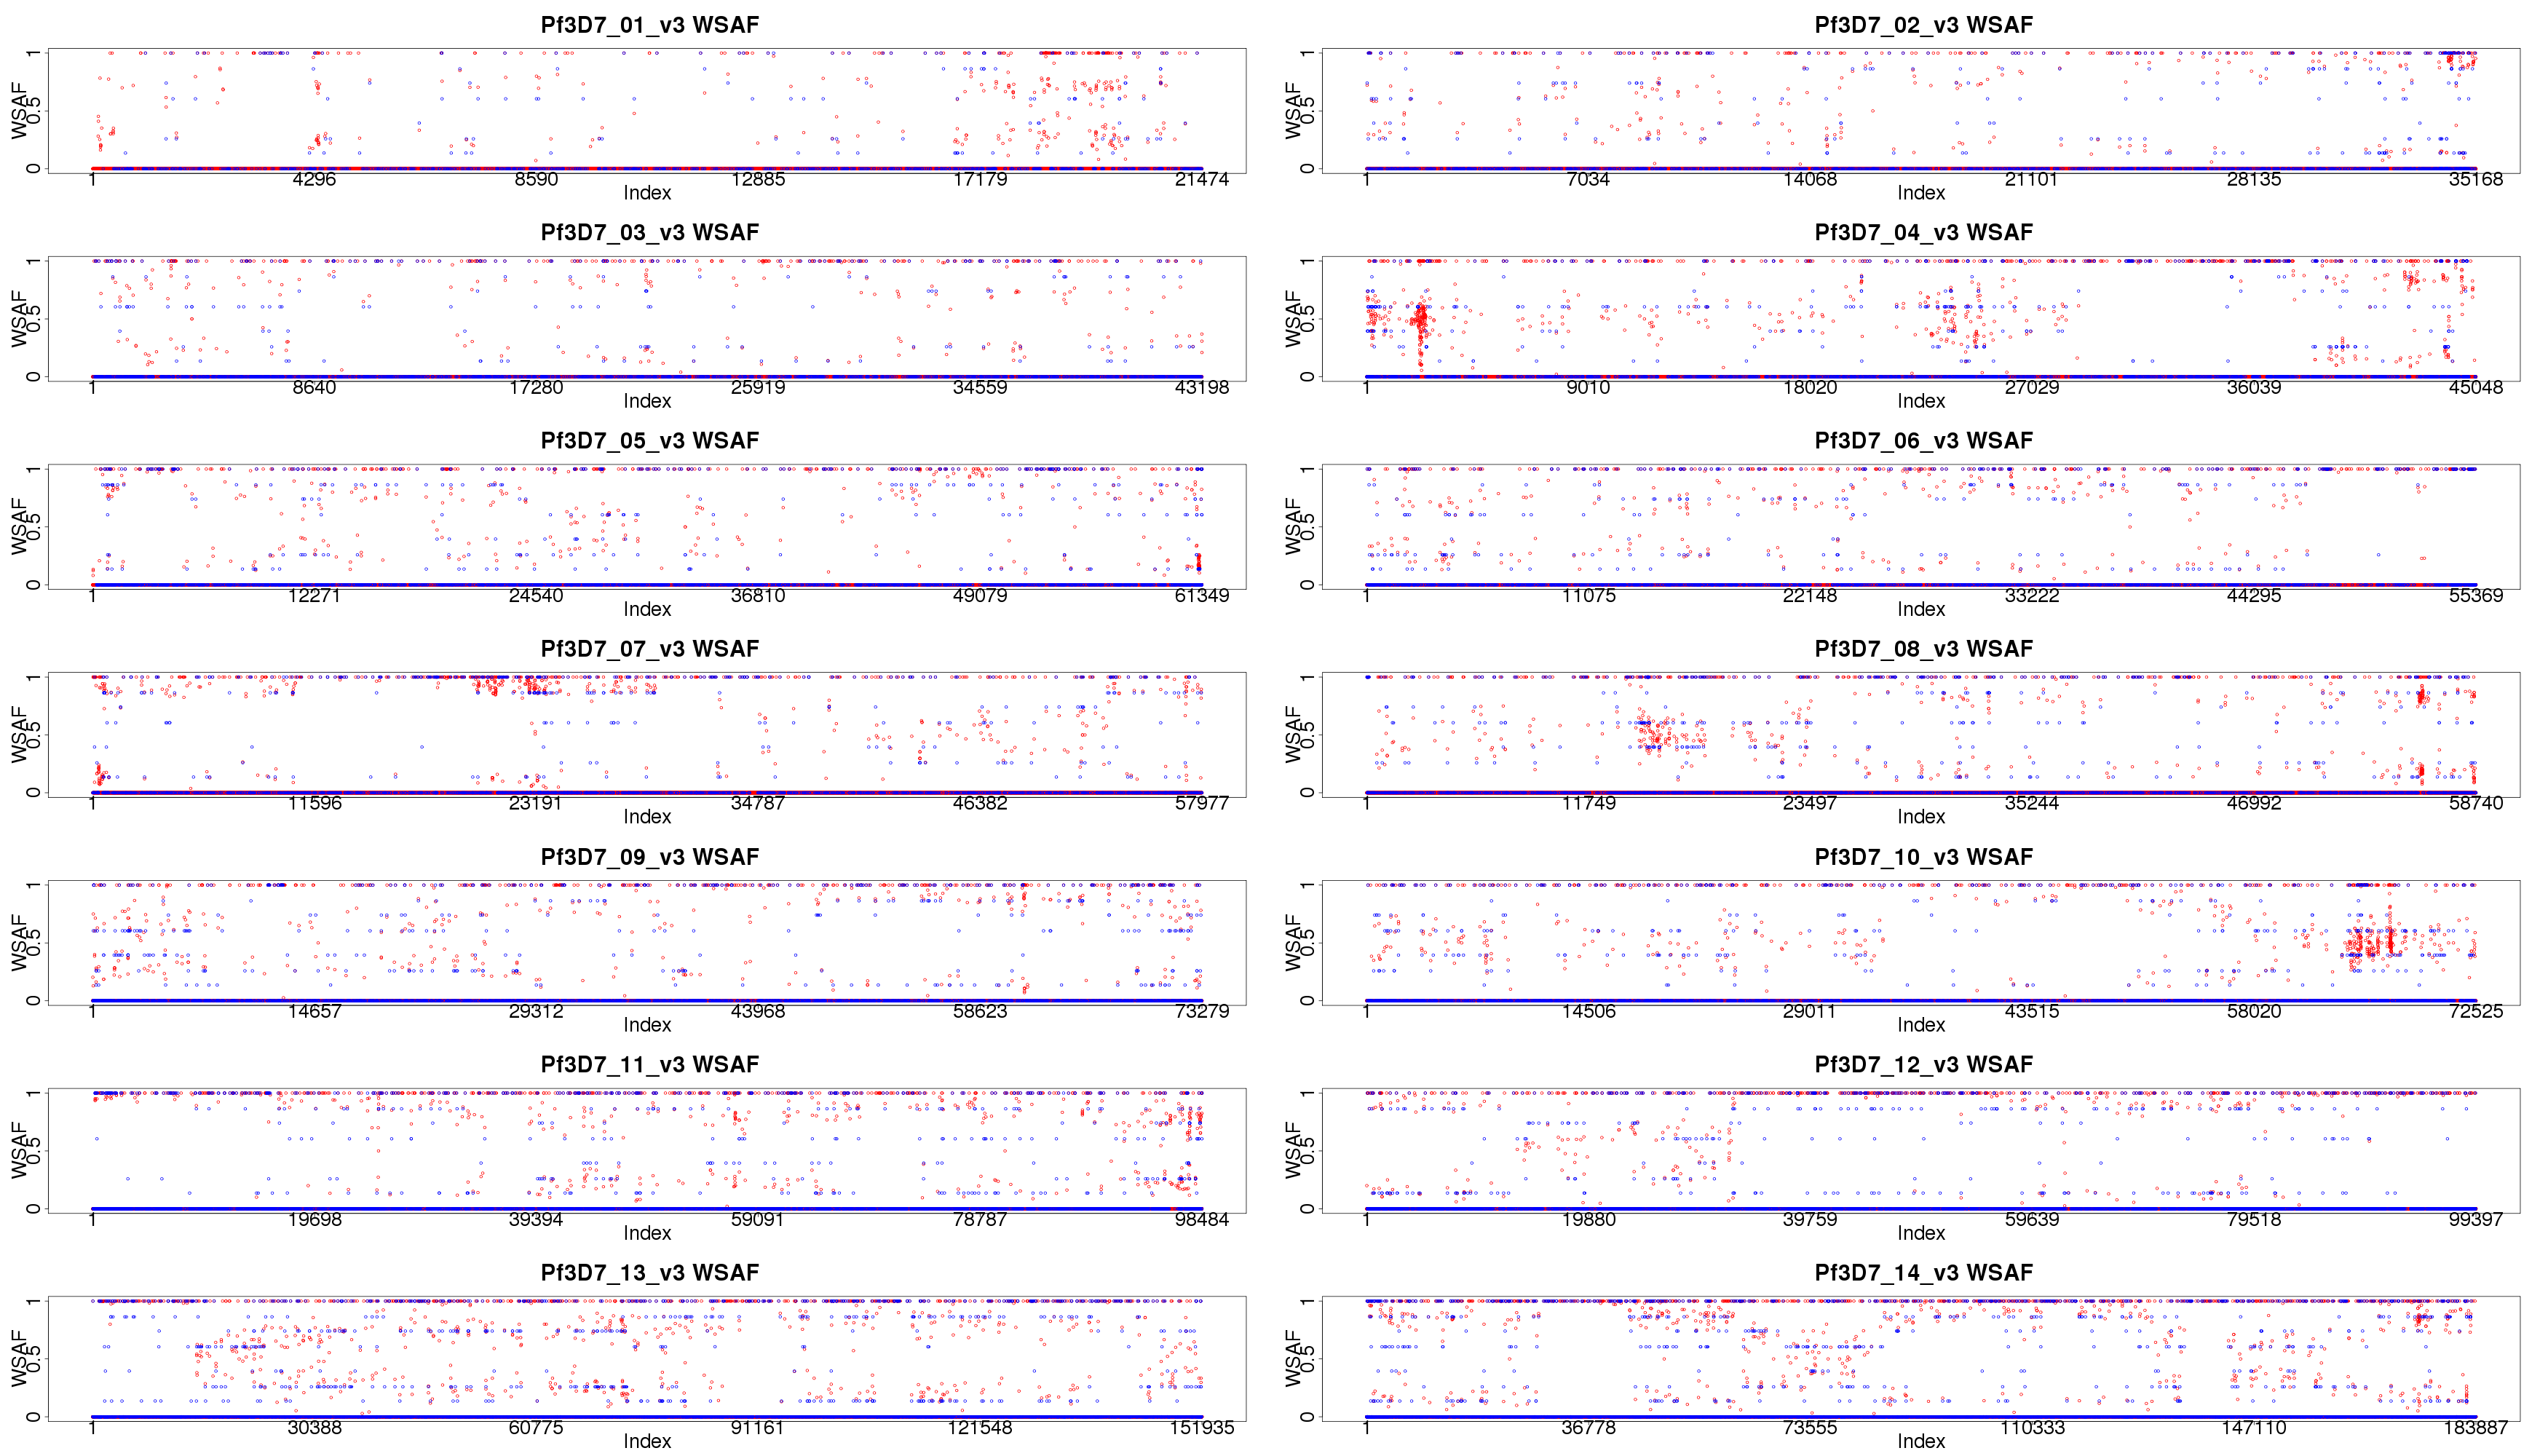 Pf3D7_01_v3 WSAF
WSAF
0 0.5 1
1 4296 8590 12885 17179 21474
Index
Pf3D7_02_v3 WSAF
WSAF
0 0.5 1
1 7034 14068 21101 28135 35168
Index
Pf3D7_03_v3 WSAF
WSAF
0 0.5 1
1 8640 17280 25919 34559 43198
Index
Pf3D7_04_v3 WSAF
WSAF
0 0.5 1
1 9010 18020 27029 36039 45048
Index
Pf3D7_05_v3 WSAF
WSAF
0 0.5 1
1 12271 24540 36810 49079 61349
Index
Pf3D7_06_v3 WSAF
WSAF
0 0.5 1
1 11075 22148 33222 44295 55369
Index
Pf3D7_07_v3 WSAF
WSAF
0 0.5 1
1 11596 23191 34787 46382 57977
Index
Pf3D7_08_v3 WSAF
WSAF
0 0.5 1
1 11749 23497 35244 46992 58740
Index
Pf3D7_09_v3 WSAF
WSAF
0 0.5 1
1 14657 29312 43968 58623 73279
Index
Pf3D7_10_v3 WSAF
WSAF
0 0.5 1
1 14506 29011 43515 58020 72525
Index
Pf3D7_11_v3 WSAF
WSAF
0 0.5 1
1 19698 39394 59091 78787 98484
Index
Pf3D7_12_v3 WSAF
WSAF
0 0.5 1
1 19880 39759 59639 79518 99397
Index
Pf3D7_13_v3 WSAF
WSAF
0 0.5 1
1 30388 60775 91161 121548 151935
Index
Pf3D7_14_v3 WSAF
WSAF
0 0.5 1
1 36778 73555 110333 147110 183887
Index